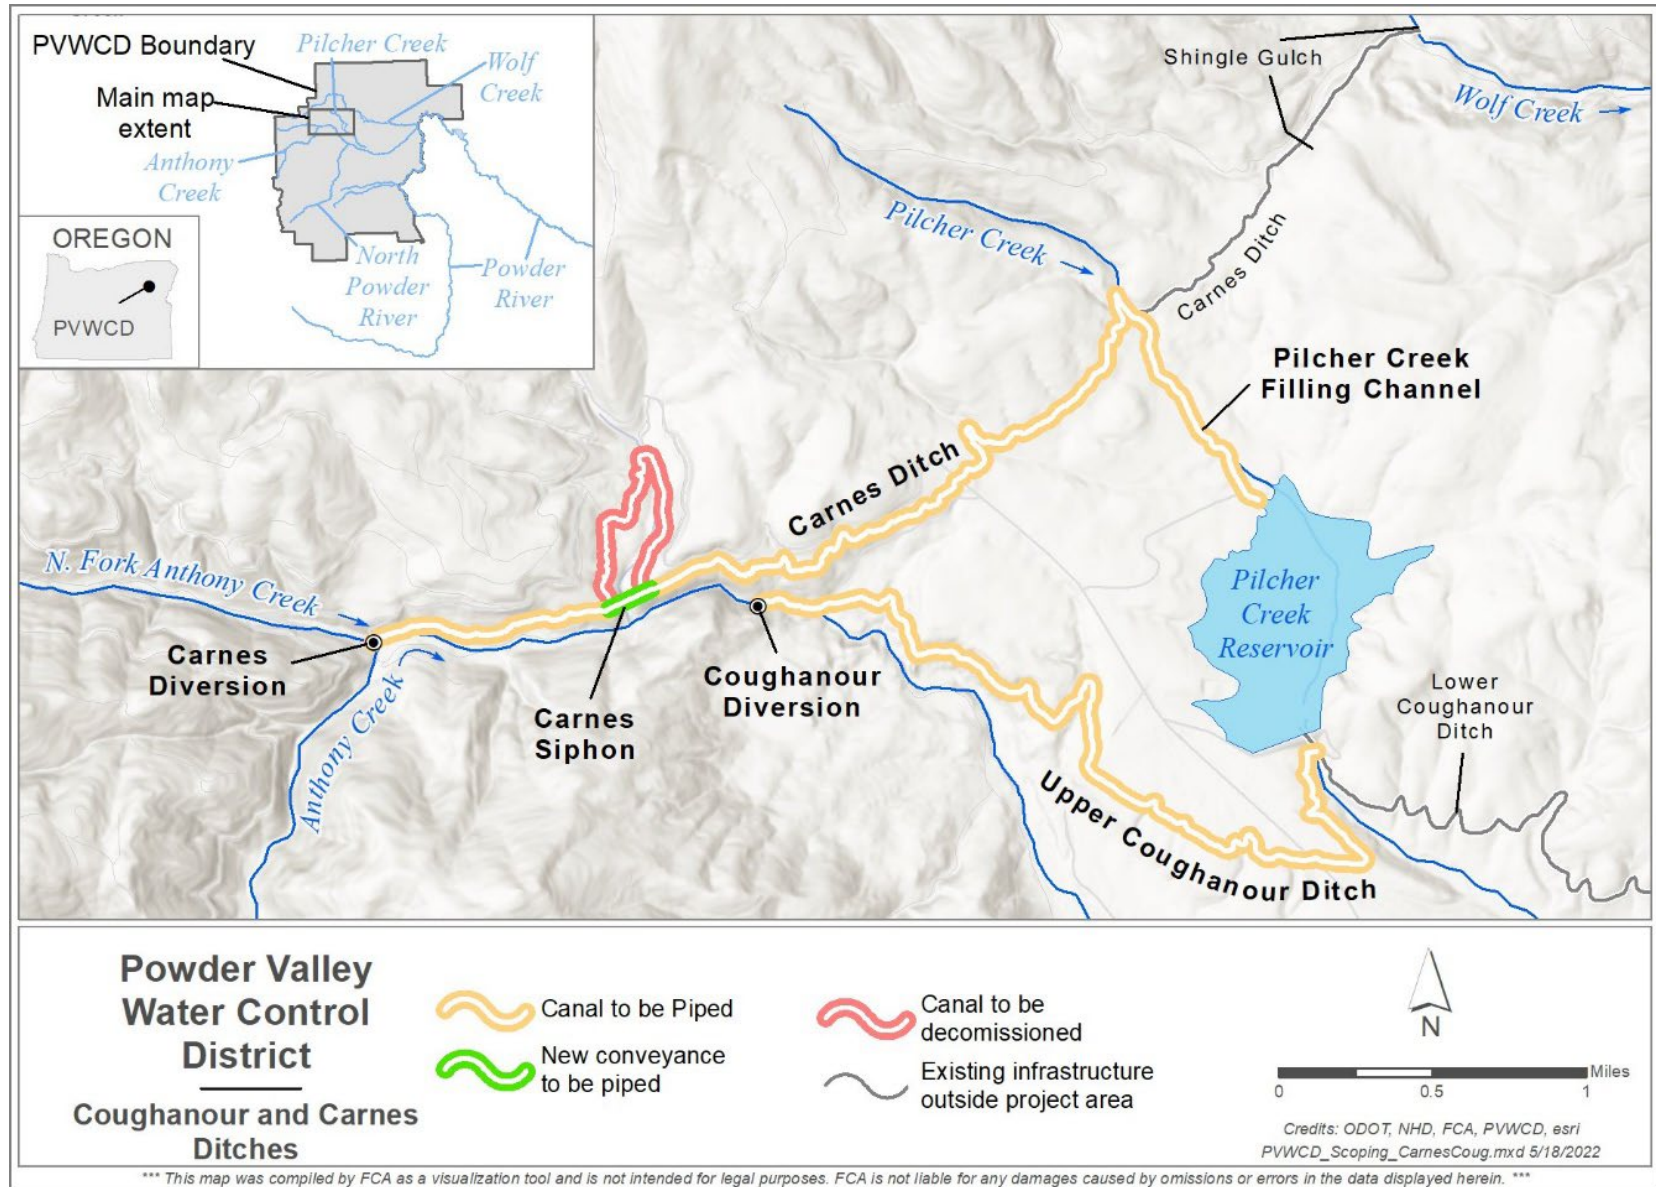 PVWCD Boundary
Main map
extent
Pilcher Creek
Wolf
Creek
Anthony
Creek
North
Powder
River
Powder
River
OREGON
PVWCD
Shingle Gulch
Wolf Creek
Pilcher Creek
Carnes Ditch
Pilcher Creek
Filling Channel
Carnes Ditch
N. Fork Anthony Creek
Carnes
Diversion
Anthony Creek
Carnes
Siphon
Coughanour
Diversion
Pilcher
Creek
Reservoir
Lower
Coughanour
Ditch
Upper Coughanour Ditch
Powder Valley
Water Control
District
Coughanour and Carnes
Ditches
Canal to be Piped
New conveyance
to be piped
Canal to be
decomissioned
Existing infrastructure
outside project area
N
Miles
0 0.5 1
Credits: ODOT, NHD, FCA, PVWCD, esri
PVWCD_Scoping_CarnesCoug.mxd 5/18/2022
*** This map was compiled by FCA as a visualization tool and is not intended for legal purposes. FCA is not liable for any damages caused by omissions or errors in the data displayed herein. ***